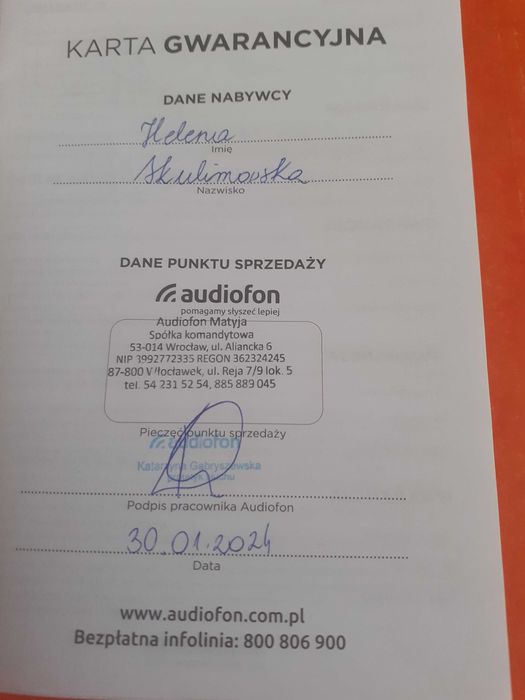 KARTA GWARANCYJNA
DANE NABYWCY
Helena
Imię
Skulimowska
Nazwisko
DANE PUNKTU SPRZEDAŻY
audiofon
pomagamy słyszeć lepiej
Audiofon Matyja
Spółka komandytowa
53-014 Wrocław, ul. Aliancka 6
NIP 8992772335 REGON 362324245
87-800 Włocławek, ul. Reja 7/9 lok. 5
tel. 54 231 52 54, 885 889 045
Pieczęć punktu sprzedaży
audiofon
Katarzyna Gabryszewska
Podpis pracownika Audiofon
30.01.2024
Data
www.audiofon.com.pl
Bezpłatna infolinia: 800 806 900